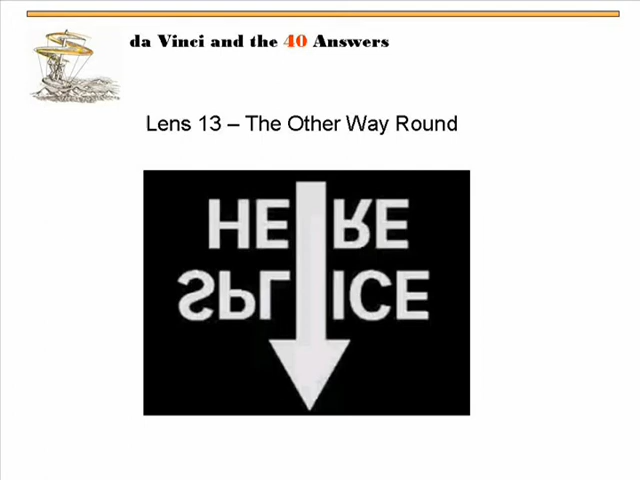 da Vinci and the 40 Answers
Lens 13 – The Other Way Round
HERE
SPLICE